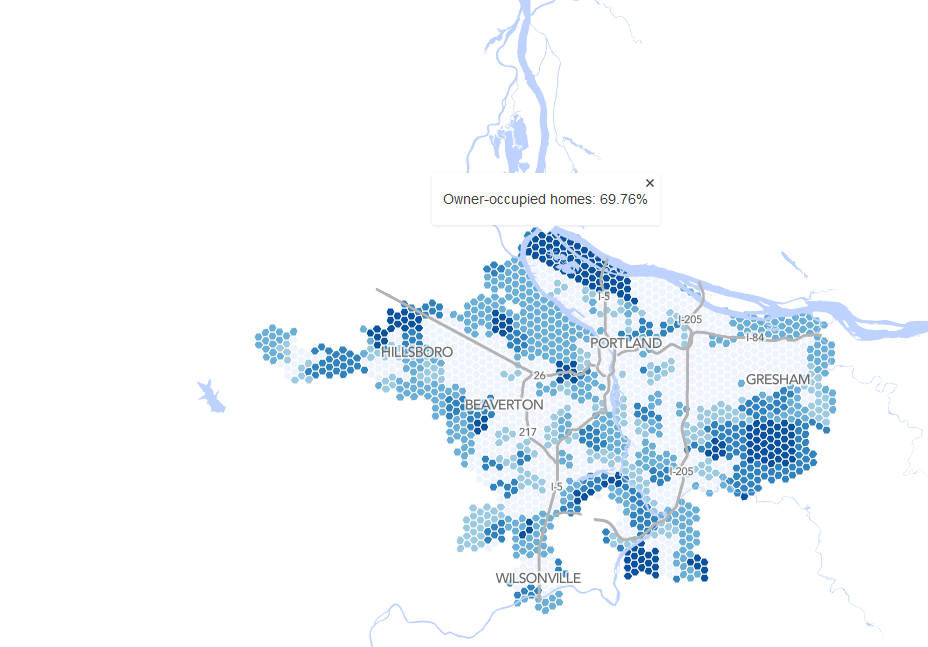 ×
Owner-occupied homes: 69.76%
I-5
I-205
I-84
PORTLAND
HILLSBORO
26
GRESHAM
BEAVERTON
217
I-205
I-5
WILSONVILLE